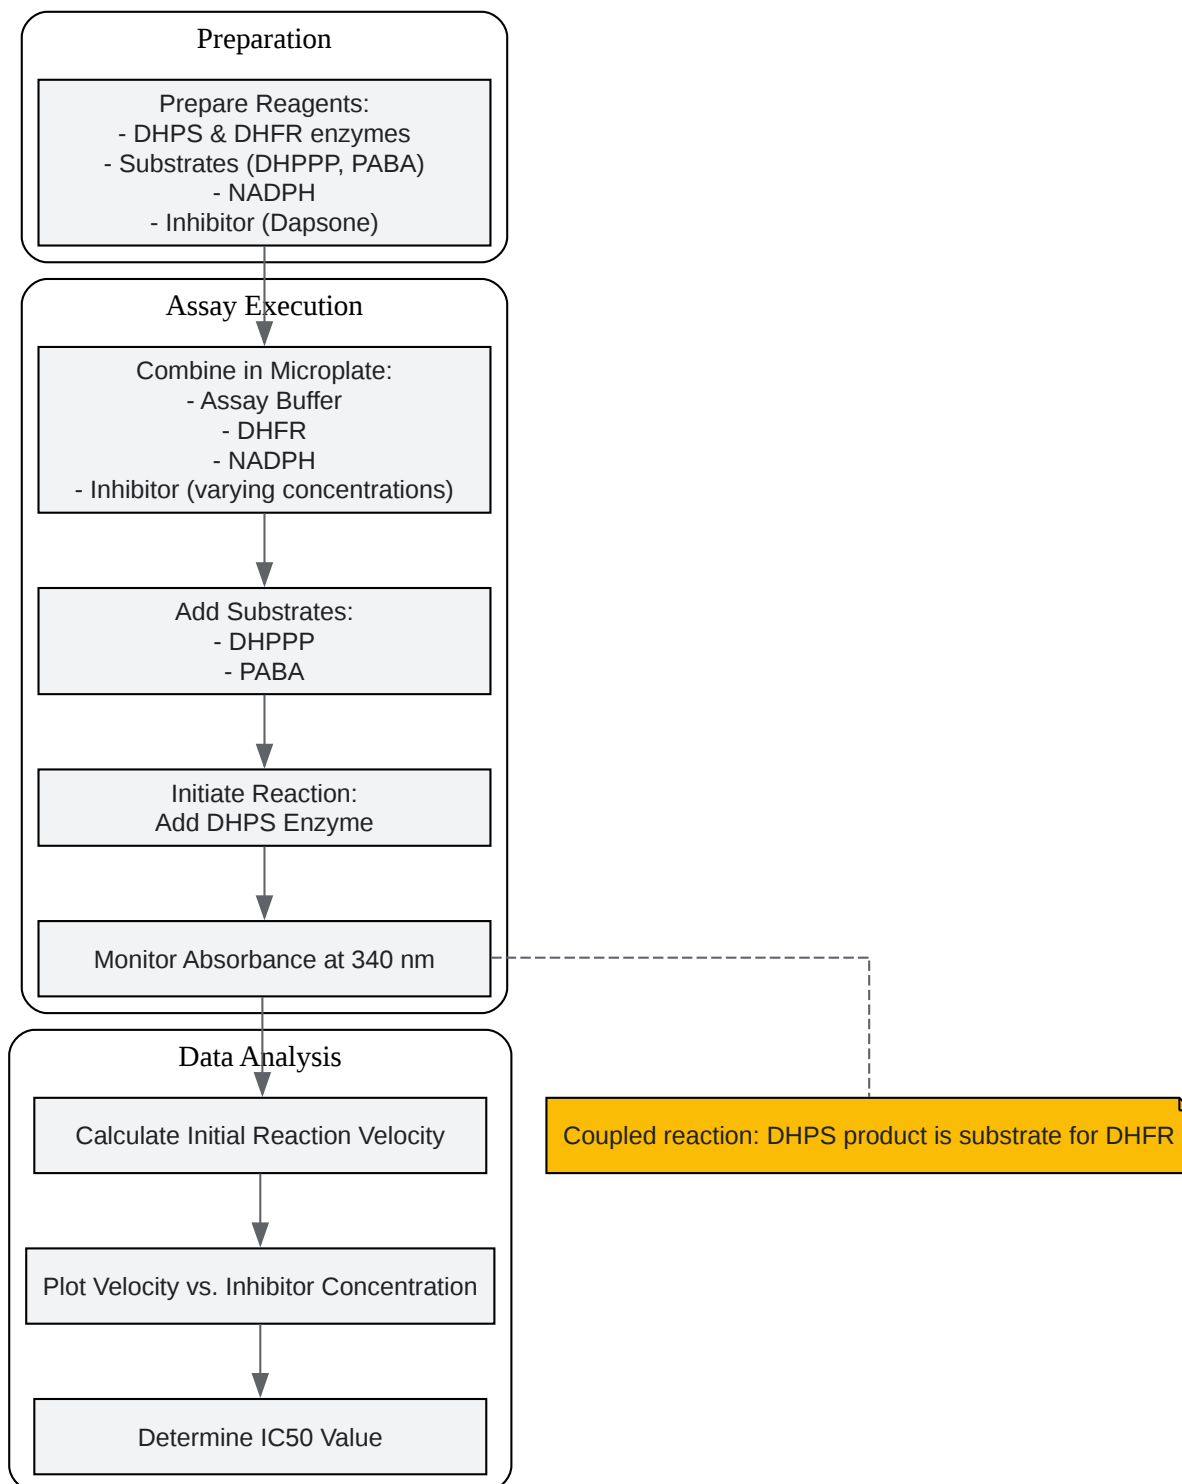 Preparation
Prepare Reagents:
- DHPS & DHFR enzymes
- Substrates (DHPPP, PABA)
- NADPH
- Inhibitor (Dapsone)
Assay Execution
Combine in Microplate:
- Assay Buffer
- DHFR
- NADPH
- Inhibitor (varying concentrations)
Add Substrates:
- DHPPP
- PABA
Initiate Reaction:
Add DHPS Enzyme
Monitor Absorbance at 340 nm
Data Analysis
Calculate Initial Reaction Velocity
Coupled reaction: DHPS product is substrate for DHFR
Plot Velocity vs. Inhibitor Concentration
Determine IC50 Value